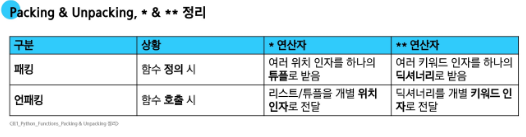 Packing & Unpacking, * & ** 정리
구분 상황 * 연산자 ** 연산자
패킹 함수 정의 시 여러 위치 인자를 하나의 튜플로 받음 여러 키워드 인자를 하나의 딕셔너리로 받음
언패킹 함수 호출 시 리스트/튜플을 개별 위치 인자로 전달 딕셔너리를 개별 키워드 인자로 전달